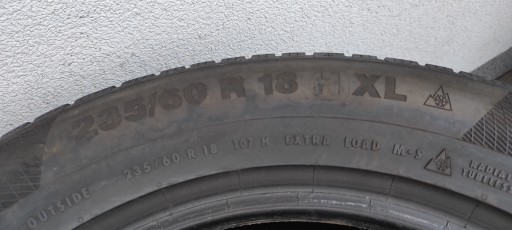 235/60 R 18 H XL
OUTSIDE 235/60 R 18 107 H EXTRA LOAD M+S RADIAL
TUBELESS